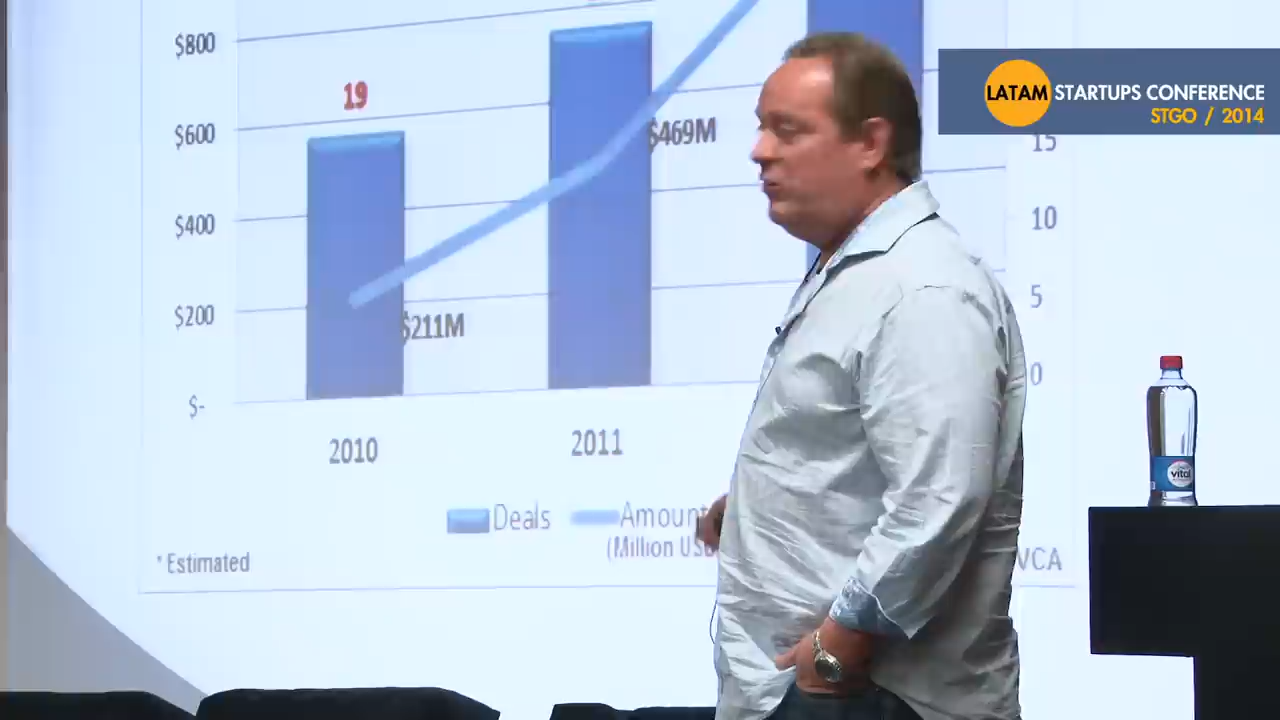 LATAM STARTUPS CONFERENCE
STGO / 2014
$800
$600
$400
$200
$-
19
$211M
$469M
15
10
5
0
2010
2011
Deals
Amount
(Million
* Estimated
VCA
vital